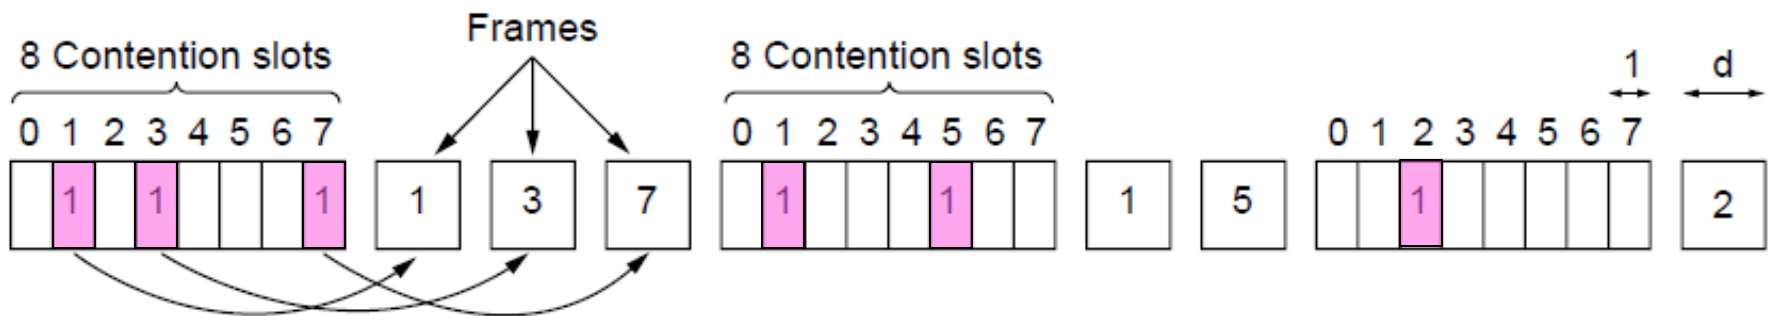 Frames
8 Contention slots 8 Contention slots 1 d
0 1 2 3 4 5 6 7 0 1 2 3 4 5 6 7 0 1 2 3 4 5 6 7
1 1 1 1 3 7 1 1 1 5 1 2